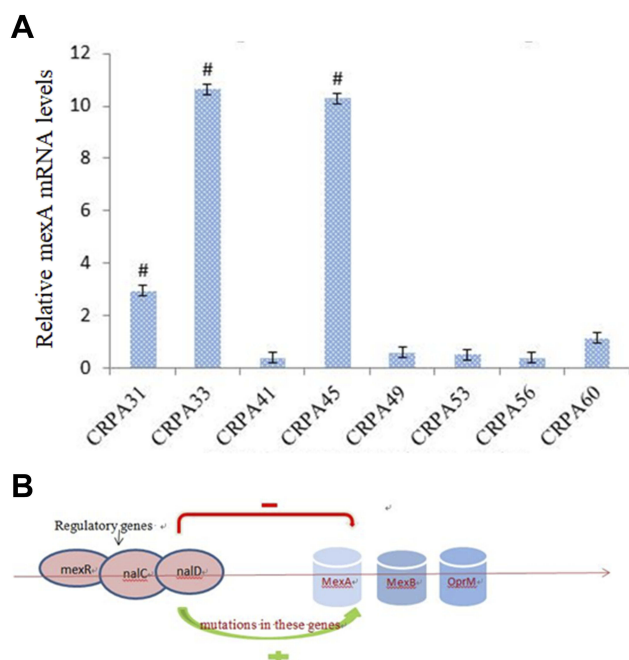 A
Relative mexA mRNA levels
12
10
8
6
4
2
0
#
#
#
CRPA31
CRPA33
CRPA41
CRPA45
CRPA49
CRPA53
CRPA56
CRPA60
B
Regulatory genes
mexR
nalC
nalD
MexA
MexB
OprM
mutations in these genes